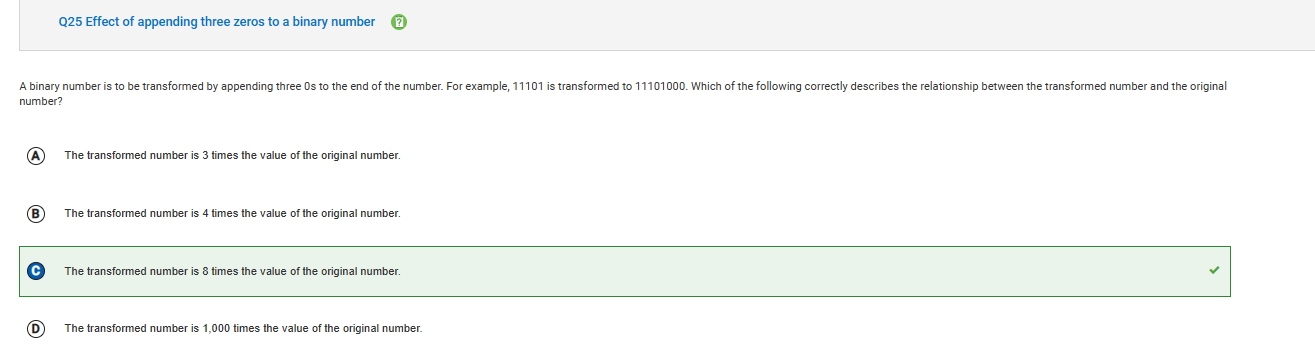 Q25 Effect of appending three zeros to a binary number ?
A binary number is to be transformed by appending three 0s to the end of the number. For example, 11101 is transformed to 11101000. Which of the following correctly describes the relationship between the transformed number and the original
number?
A The transformed number is 3 times the value of the original number.
B The transformed number is 4 times the value of the original number.
C The transformed number is 8 times the value of the original number.
D The transformed number is 1,000 times the value of the original number.